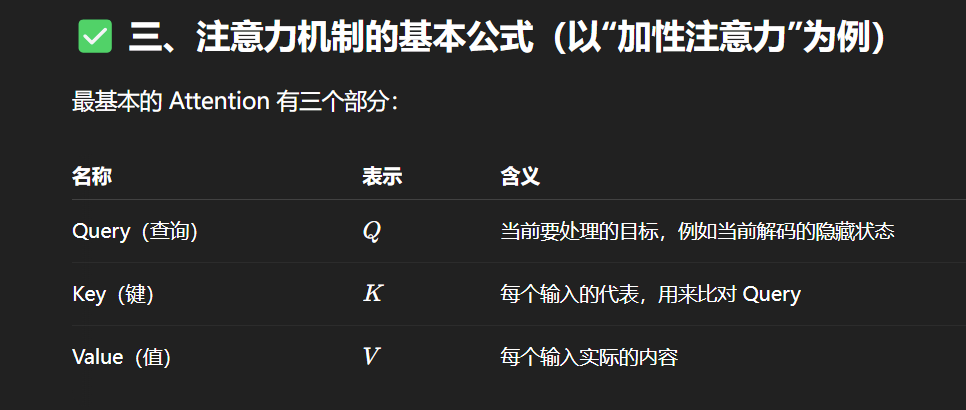 ✅ 三、注意力机制的基本公式（以“加性注意力”为例）
最基本的 Attention 有三个部分：
名称 表示 含义
Query（查询） Q 当前要处理的目标，例如当前解码的隐藏状态
Key（键） K 每个输入的代表，用来比对 Query
Value（值） V 每个输入实际的内容